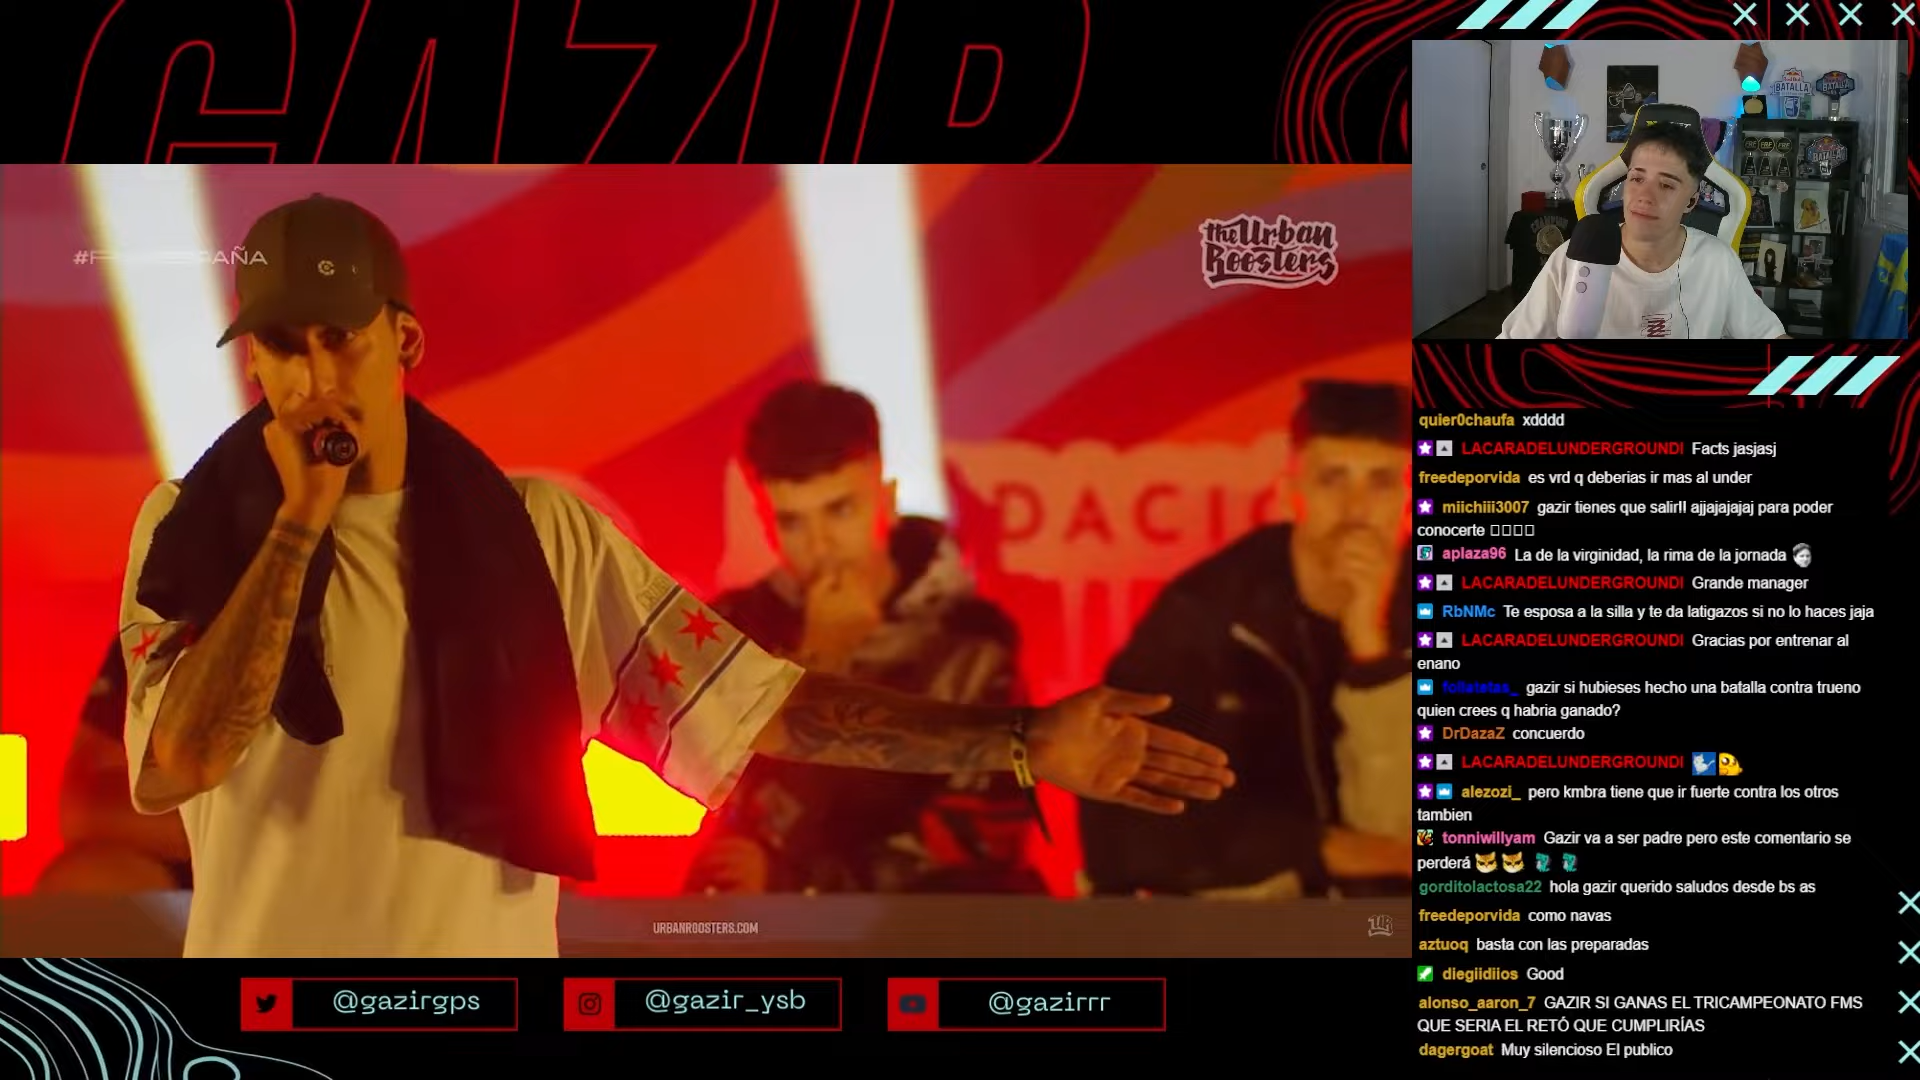 GAZIR
#F
PAÑA
the Urban
Roosters
DACI
URBANROOSTERS.COM
@gazirgps
@gazir_ysb
@gazirrr
BATALLA
BATALLA
BATALLA
quier0chaufa xdddd
LACARADELUNDERGROUNDI Facts jasjasj
freedeporvida es vrd q deberias ir mas al under
miichiii3007 gazir tienes que salir!! ajjajajajaj para poder
conocerte
aplaza96 La de la virginidad, la rima de la jornada
LACARADELUNDERGROUNDI Grande manager
RbNMc Te esposa a la silla y te da latigazos si no lo haces jaja
LACARADELUNDERGROUNDI Gracias por entrenar al
enano
gazir si hubieses hecho una batalla contra trueno
quien crees q habria ganado?
DrDazaZ concuerdo
LACARADELUNDERGROUNDI
alezozi_ pero kmbra tiene que ir fuerte contra los otros
tambien
tonniwillyam Gazir va a ser padre pero este comentario se
perderá
gorditolactosa22 hola gazir querido saludos desde bs as
freedeporvida como navas
aztuoq basta con las preparadas
diegiidiios Good
alonso_aaron_7 GAZIR SI GANAS EL TRICAMPEONATO FMS
QUE SERIA EL RETÓ QUE CUMPLIRÍAS
dagergoat Muy silencioso El publico